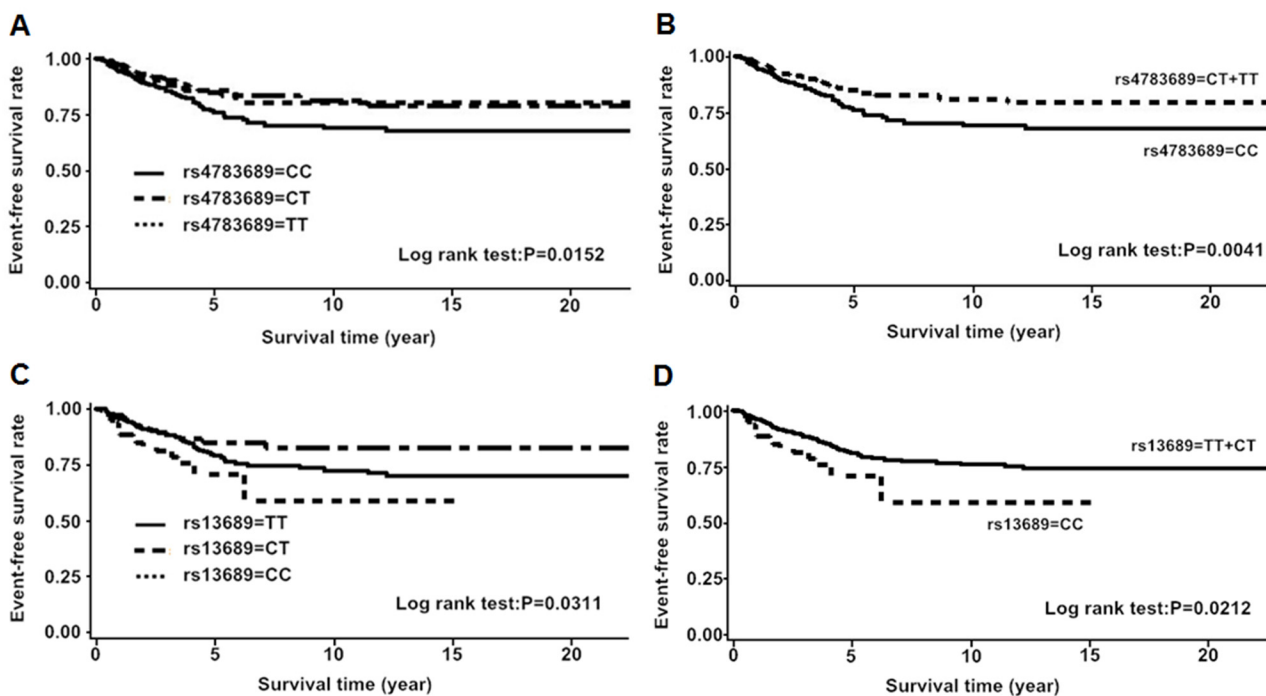 A
Event-free survival rate
1.00
0.75
0.50
0.25
0.00
rs4783689=CC
rs4783689=CT
rs4783689=TT
Log rank test:P=0.0152
0 5 10 15 20
Survival time (year)
B
Event-free survival rate
1.00
0.75
0.50
0.25
0.00
rs4783689=CT+TT
rs4783689=CC
Log rank test:P=0.0041
0 5 10 15 20
Survival time (year)
C
Event-free survival rate
1.00
0.75
0.50
0.25
0.00
rs13689=TT
rs13689=CT
rs13689=CC
Log rank test:P=0.0311
0 5 10 15 20
Survival time (year)
D
Event-free survival rate
1.00
0.75
0.50
0.25
0.00
rs13689=TT+CT
rs13689=CC
Log rank test:P=0.0212
0 5 10 15 20
Survival time (year)